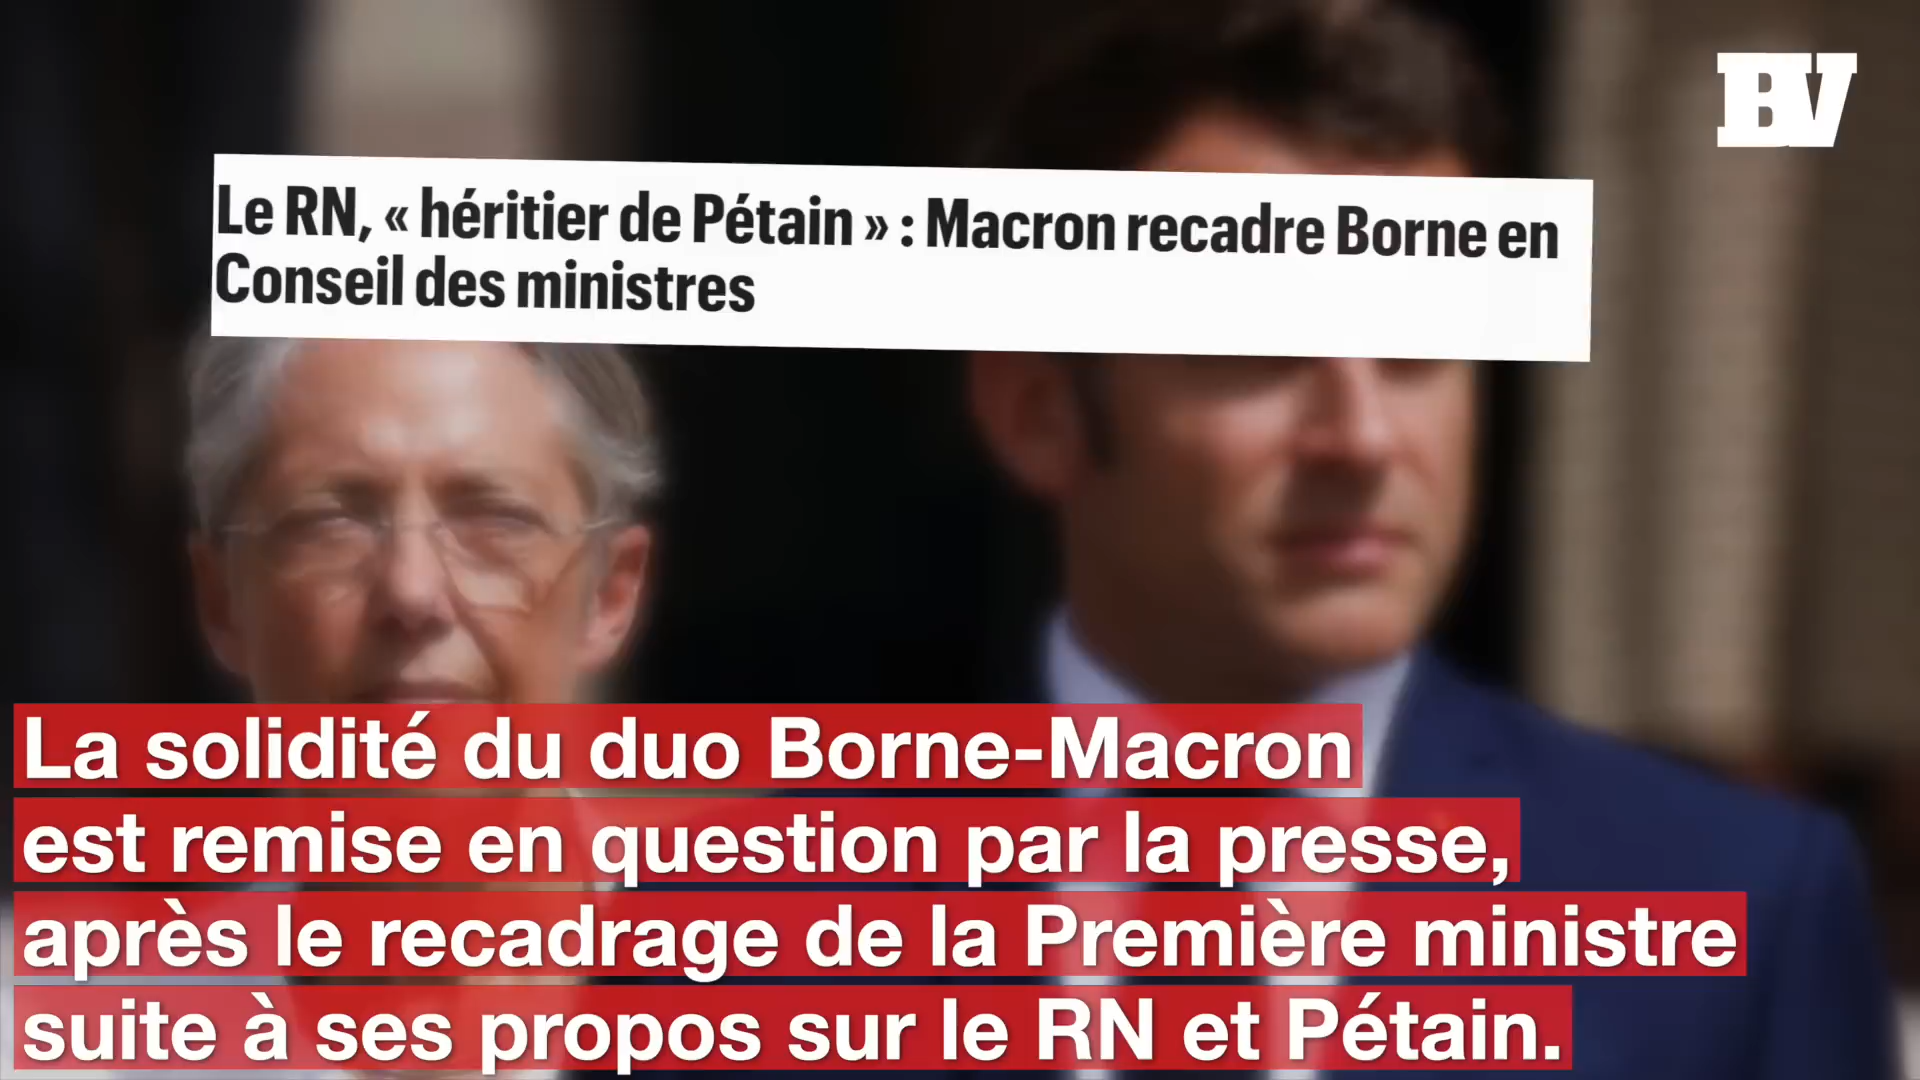 BV
Le RN, « héritier de Pétain » : Macron recadre Borne en
Conseil des ministres
La solidité du duo Borne-Macron
est remise en question par la presse,
après le recadrage de la Première ministre
suite à ses propos sur le RN et Pétain.